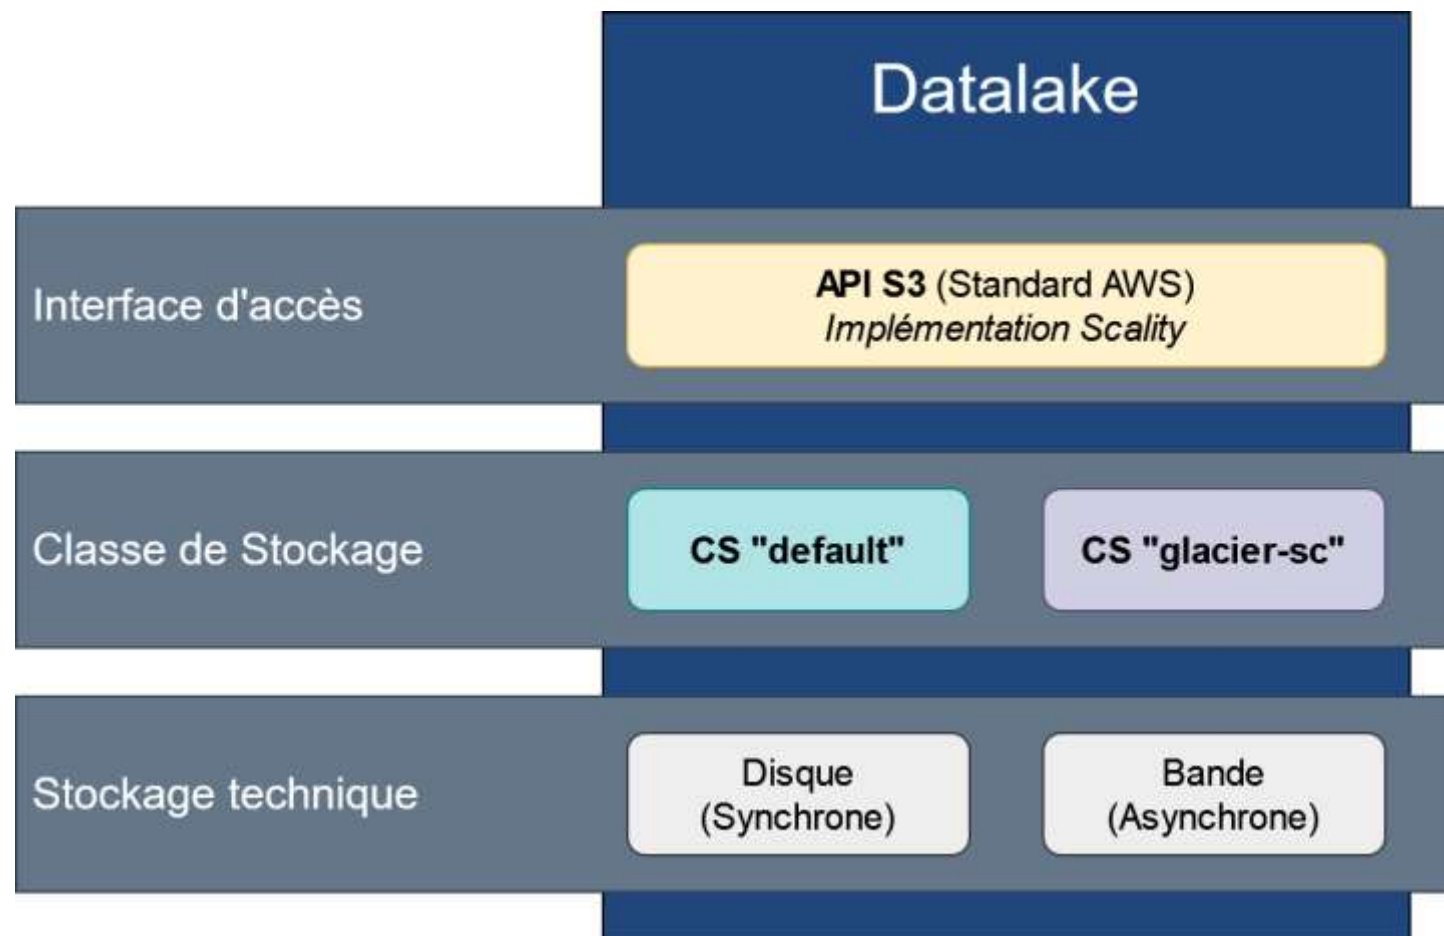 Datalake
Interface d'accès
API S3 (Standard AWS)
Implémentation Scality
Classe de Stockage
CS "default"
CS "glacier-sc"
Stockage technique
Disque
(Synchrone)
Bande
(Asynchrone)